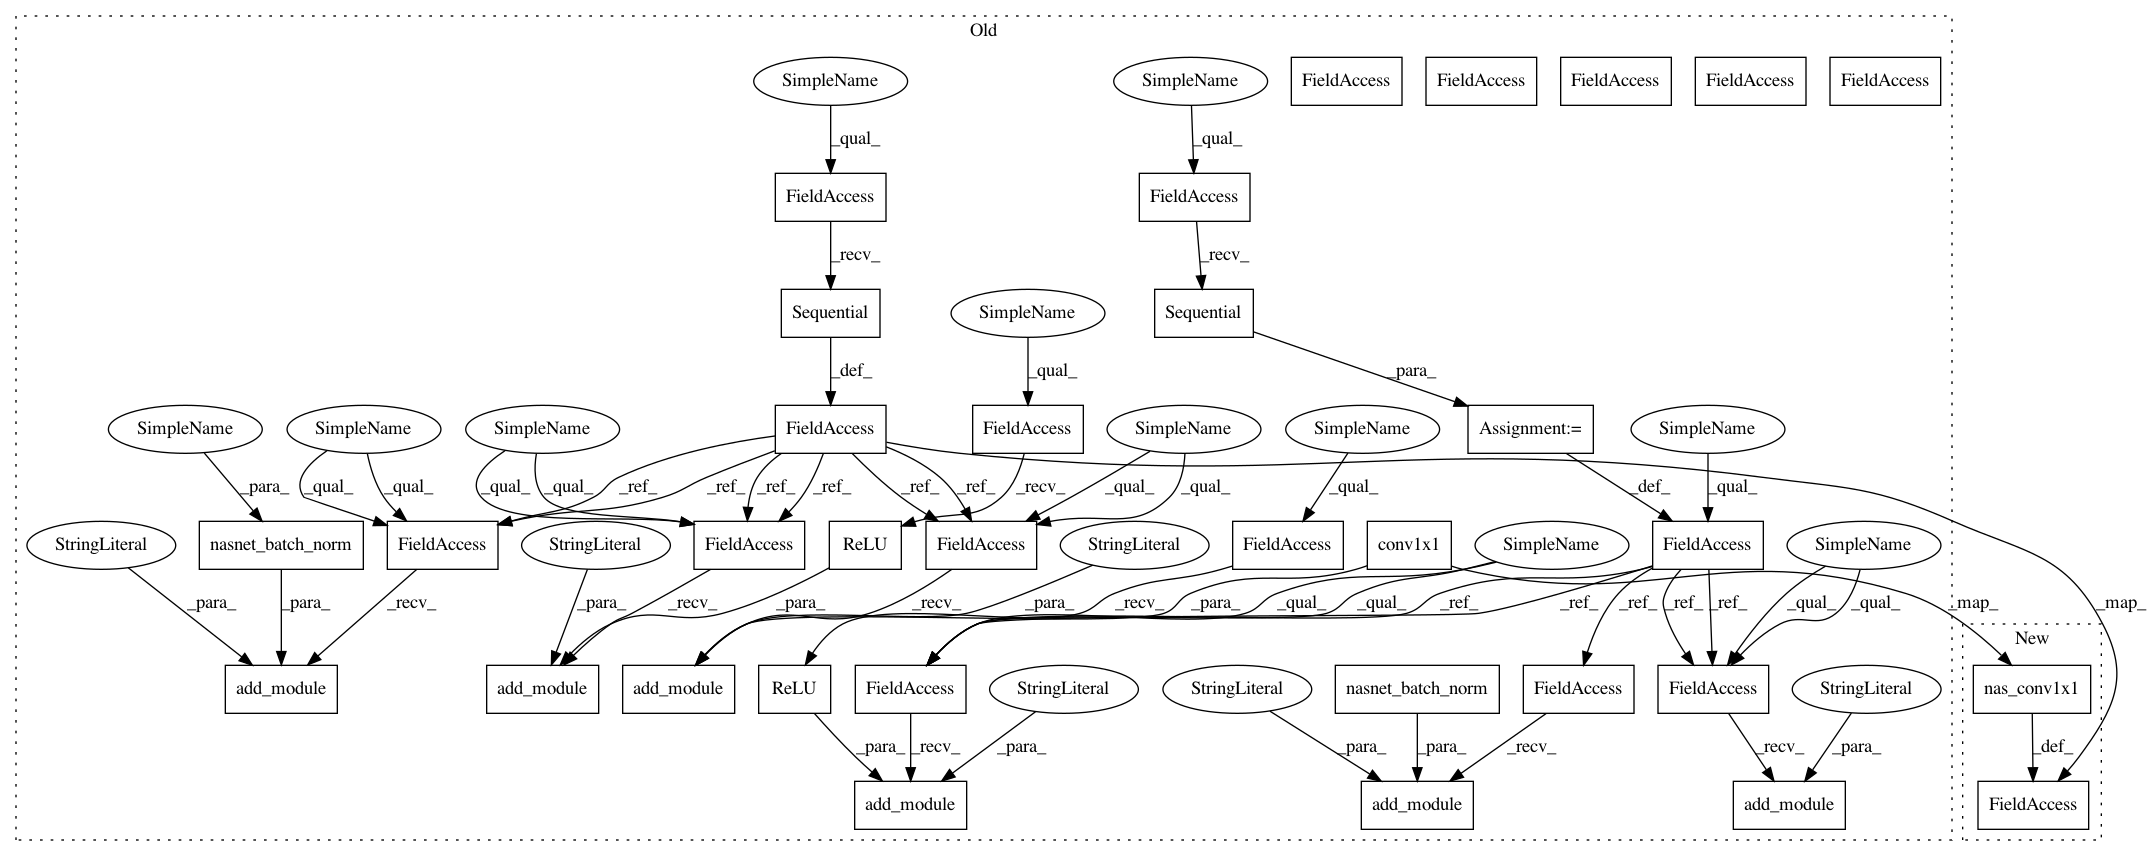 Old
SimpleName
SimpleName
FieldAccess
FieldAccess
FieldAccess
FieldAccess
FieldAccess
_qual_
_qual_
FieldAccess
FieldAccess
_recv_
_recv_
Sequential
SimpleName
Sequential
_def_
_qual_
_para_
SimpleName
SimpleName
SimpleName
FieldAccess
FieldAccess
SimpleName
SimpleName
Assignment:=
SimpleName
_para_
_qual_
_qual_
_qual_
_qual_
_ref_
_ref_
_ref_
_ref_
_ref_
_ref_
_recv_
_qual_
_qual_
_qual_
_def_
_qual_
StringLiteral
nasnet_batch_norm
FieldAccess
StringLiteral
FieldAccess
ReLU
FieldAccess
StringLiteral
FieldAccess
conv1x1
SimpleName
FieldAccess
SimpleName
_para_
_para_
_recv_
_para_
_recv_
_para_
_recv_
_para_
_recv_
_para_
_qual_
_qual_
_ref_
_ref_
_ref_
_ref_
_ref_
_qual_
_qual_
_map_
_map_
New
add_module
add_module
add_module
ReLU
FieldAccess
StringLiteral
StringLiteral
nasnet_batch_norm
FieldAccess
FieldAccess
StringLiteral
nas_conv1x1
_para_
_recv_
_para_
_para_
_para_
_recv_
_recv_
_para_
_def_
add_module
add_module
add_module
FieldAccess